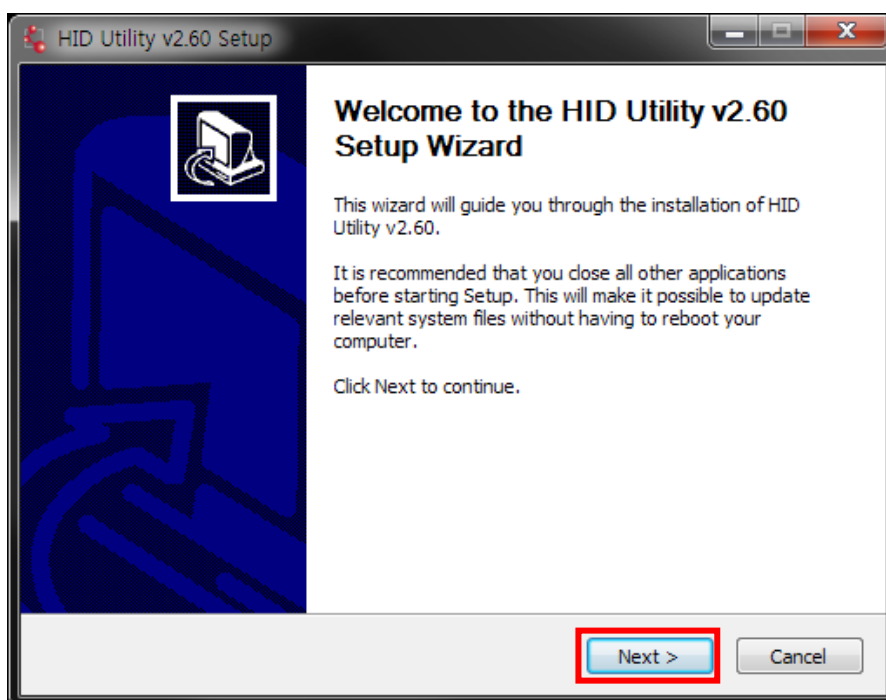 HID Utility v2.60 Setup
Welcome to the HID Utility v2.60
Setup Wizard
This wizard will guide you through the installation of HID
Utility v2.60.
It is recommended that you close all other applications
before starting Setup. This will make it possible to update
relevant system files without having to reboot your
computer.
Click Next to continue.
Next >
Cancel